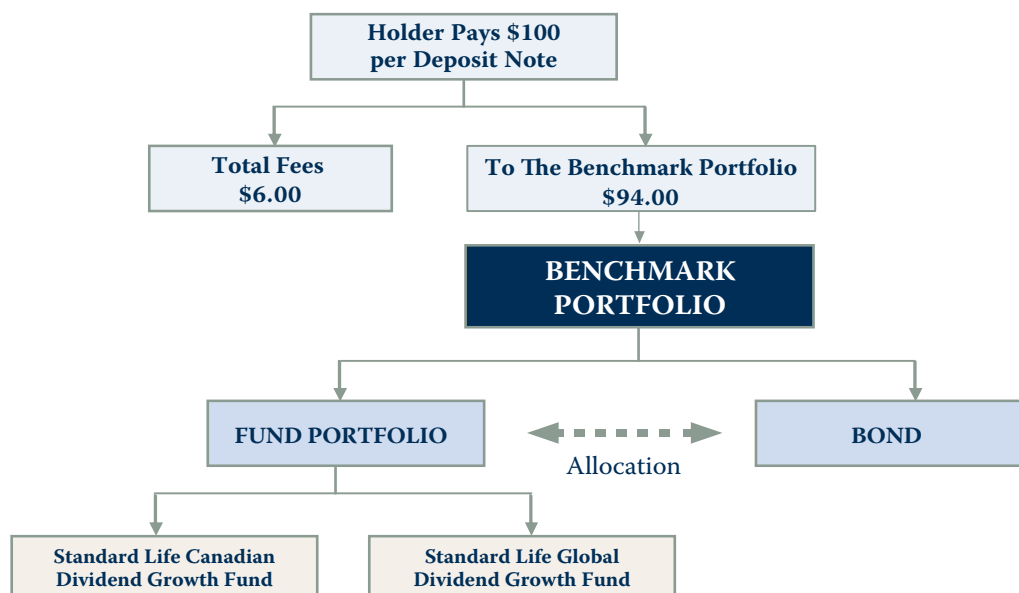 Holder Pays $100
per Deposit Note
Total Fees
$6.00
To The Benchmark Portfolio
$94.00
BENCHMARK
PORTFOLIO
FUND PORTFOLIO
Allocation
BOND
Standard Life Canadian
Dividend Growth Fund
Standard Life Global
Dividend Growth Fund